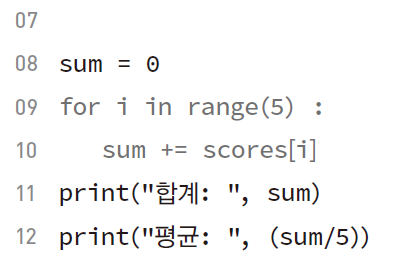 07
08 sum = 0
09 for i in range(5) :
10    sum += scores[i]
11 print("합계: ", sum)
12 print("평균: ", (sum/5))